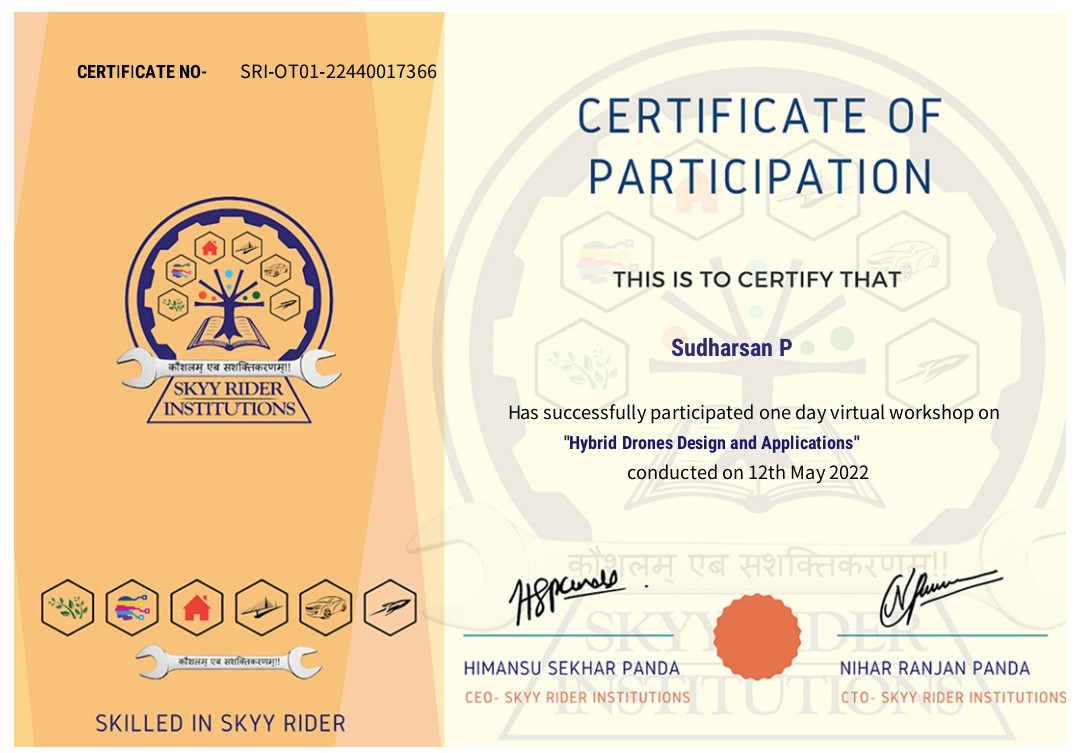 CERTIFICATE NO- SRI-OT01-22440017366
कौशलम् एब सशक्तिकरणम्!!
SKYY RIDER
INSTITUTIONS
कौशलम् एब सशक्तिकरणम्!!
SKILLED IN SKYY RIDER
CERTIFICATE OF
PARTICIPATION
THIS IS TO CERTIFY THAT
Sudharsan P
Has successfully participated one day virtual workshop on
"Hybrid Drones Design and Applications"
conducted on 12th May 2022
कौशलम् एब सशक्तिकरणम्!!
SKYY RIDER
INSTITUTIONS
HIMANSU SEKHAR PANDA
CEO- SKYY RIDER INSTITUTIONS
NIHAR RANJAN PANDA
CTO- SKYY RIDER INSTITUTIONS